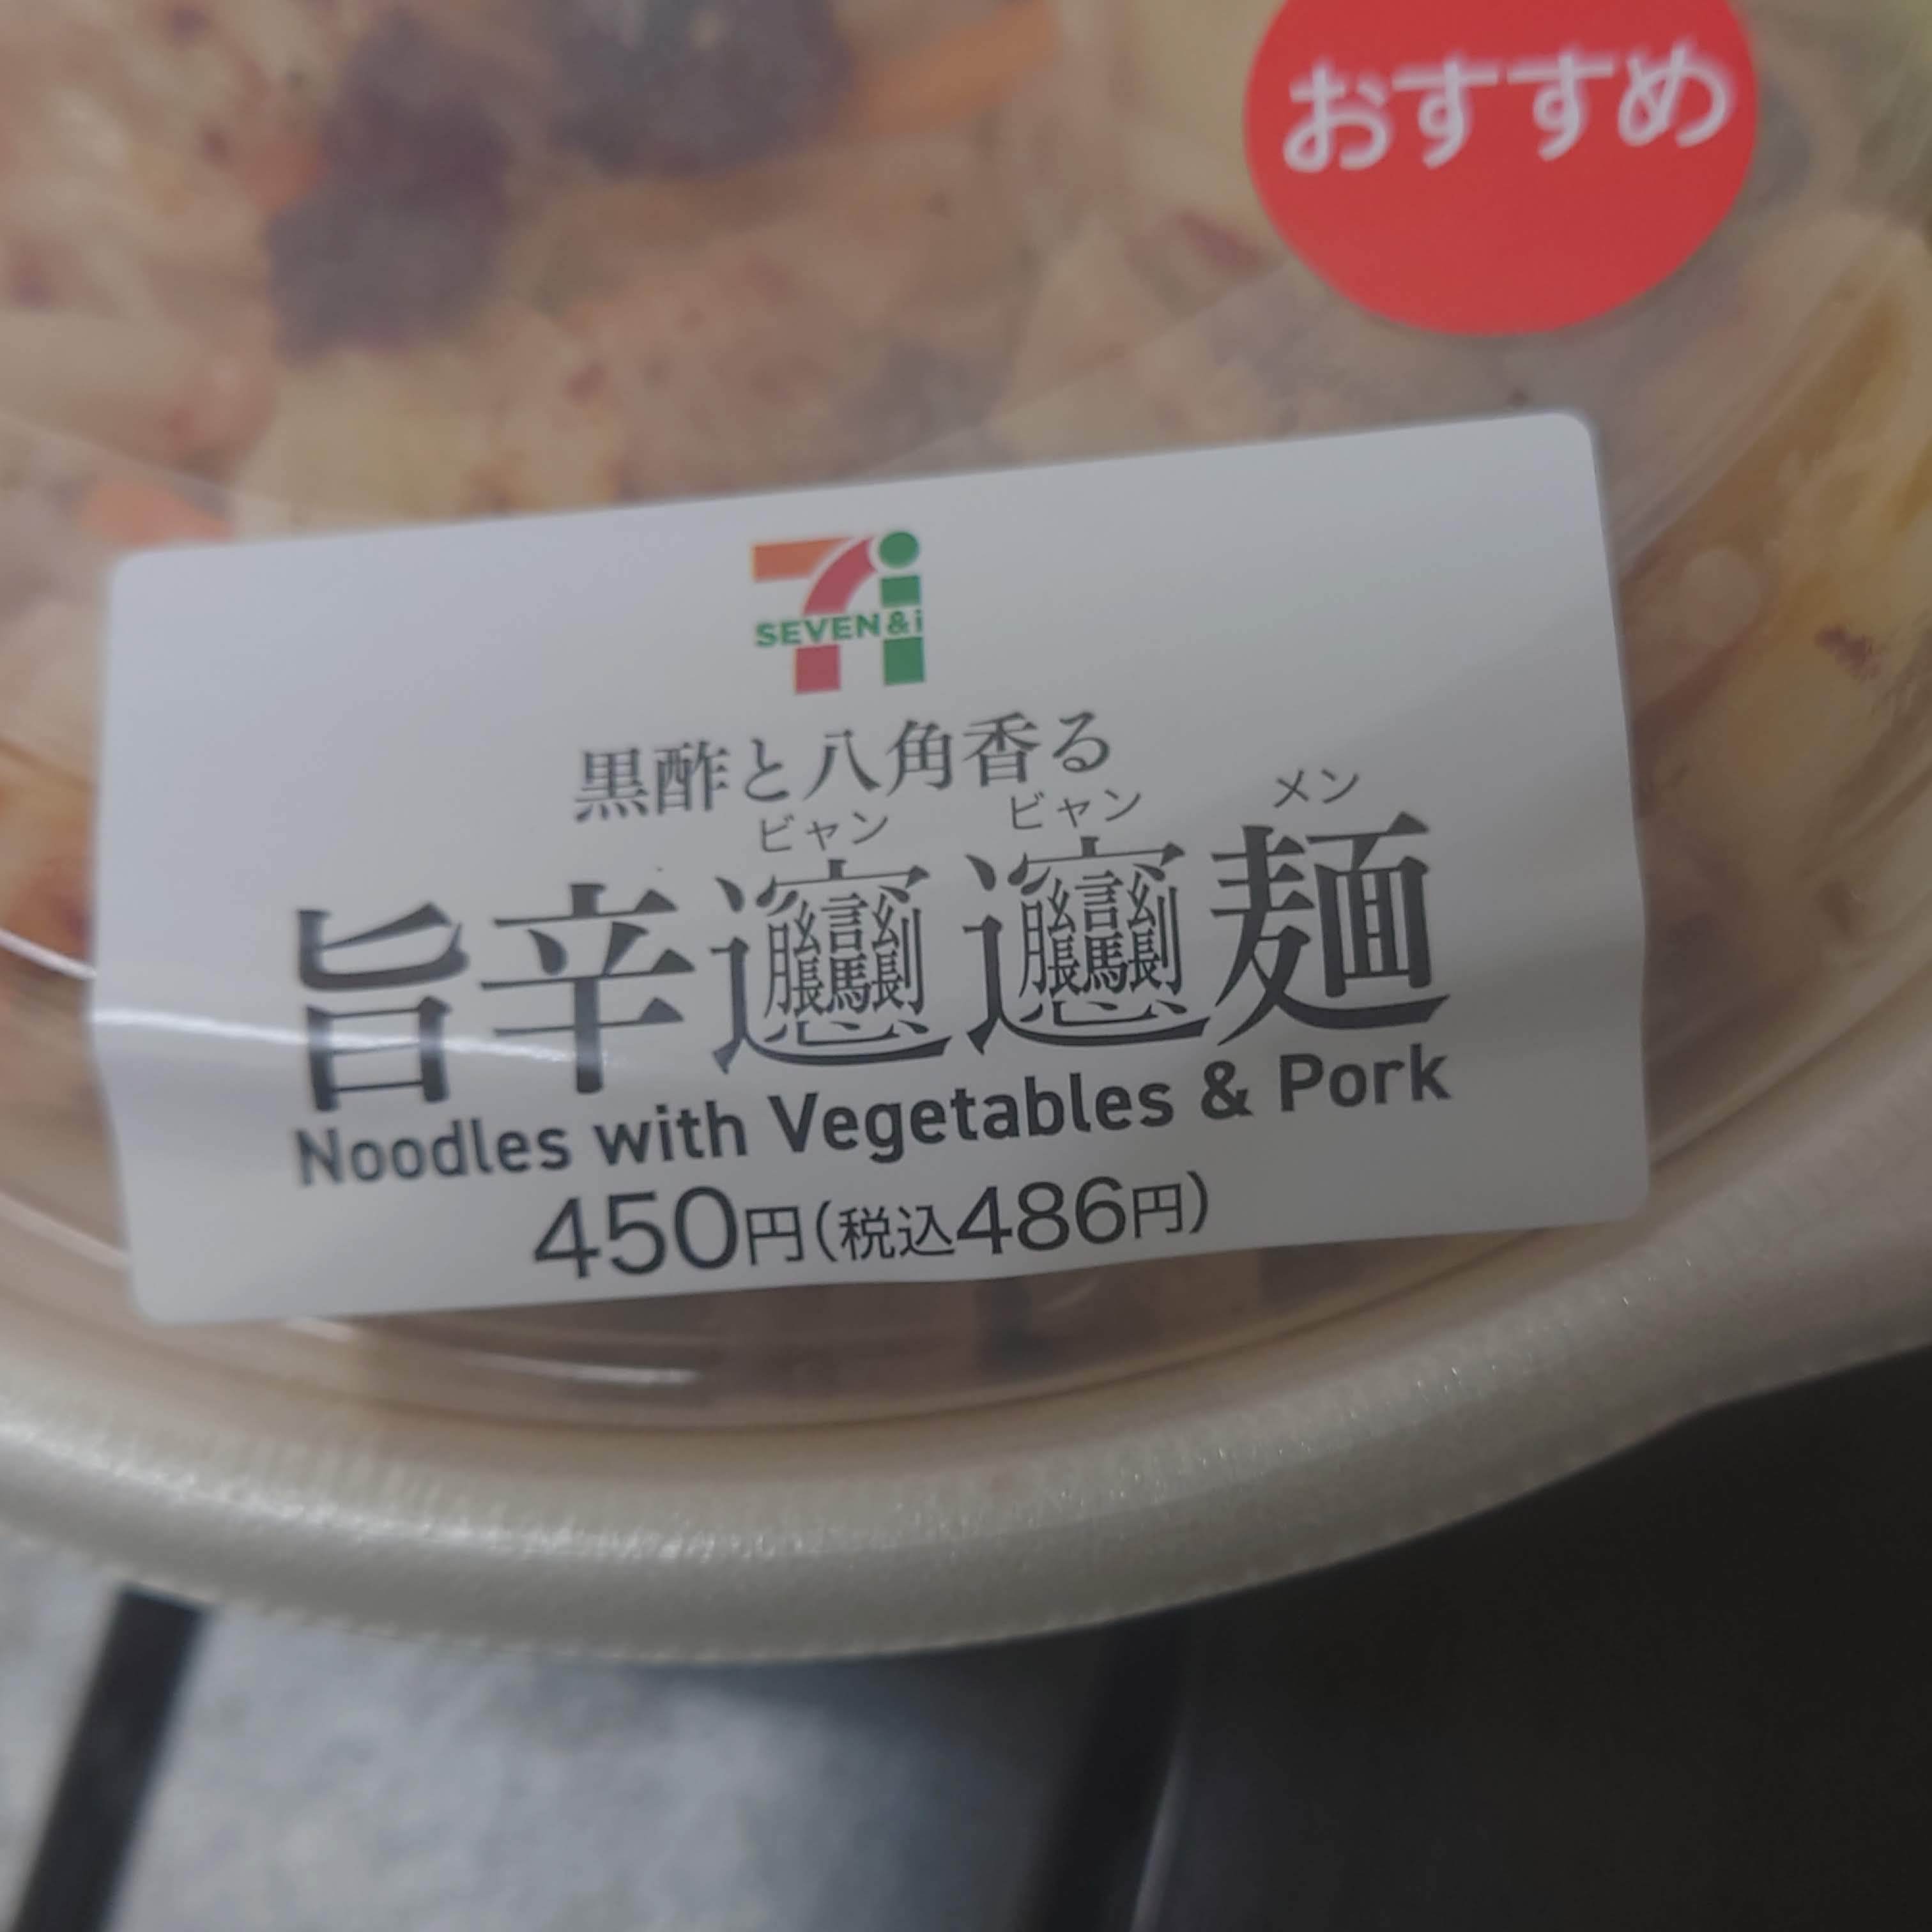 おすすめ
SEVEN&i
黒酢と八角香る
ビャン ビャン メン
旨辛𰻞𰻞麺
Noodles with Vegetables & Pork
450円(税込486円)